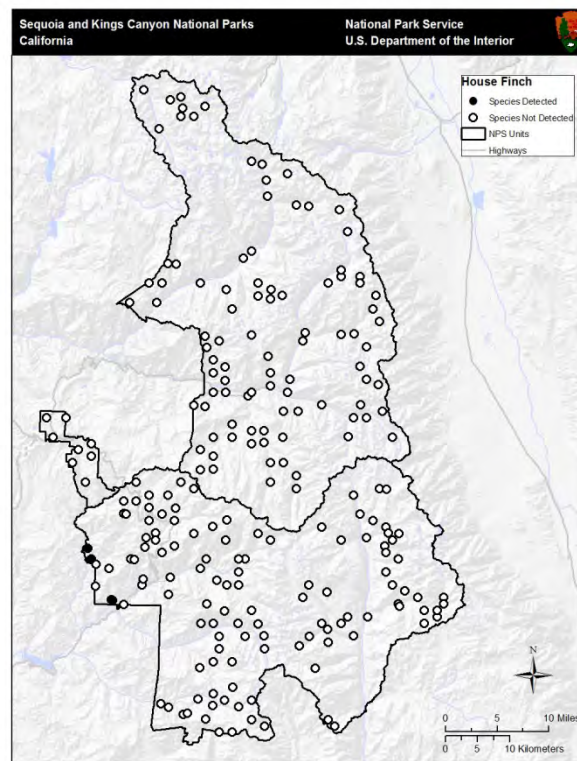 Sequoia and Kings Canyon National Parks
California
National Park Service
U.S. Department of the Interior
House Finch
Species Detected
Species Not Detected
NPS Units
Highways
N
0 5 10 Miles
0 5 10 Kilometers